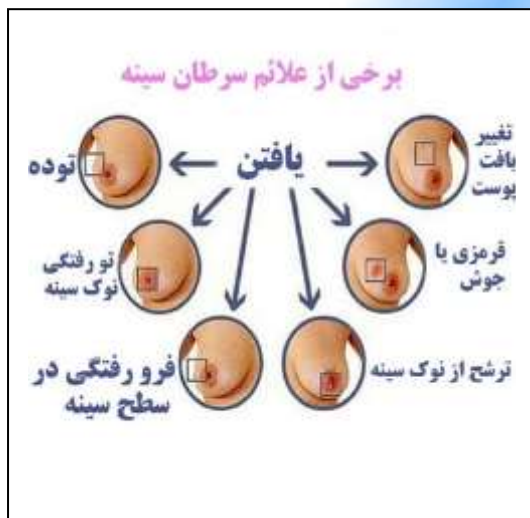 برخی از علائم سرطان سینه
یافتن
تغییر
یافت
پوست
قرمزی یا
جوش
ترشح از نوک سینه
توده
تو رفتگی
نوک سینه
فرو رفتگی در
سطح سینه